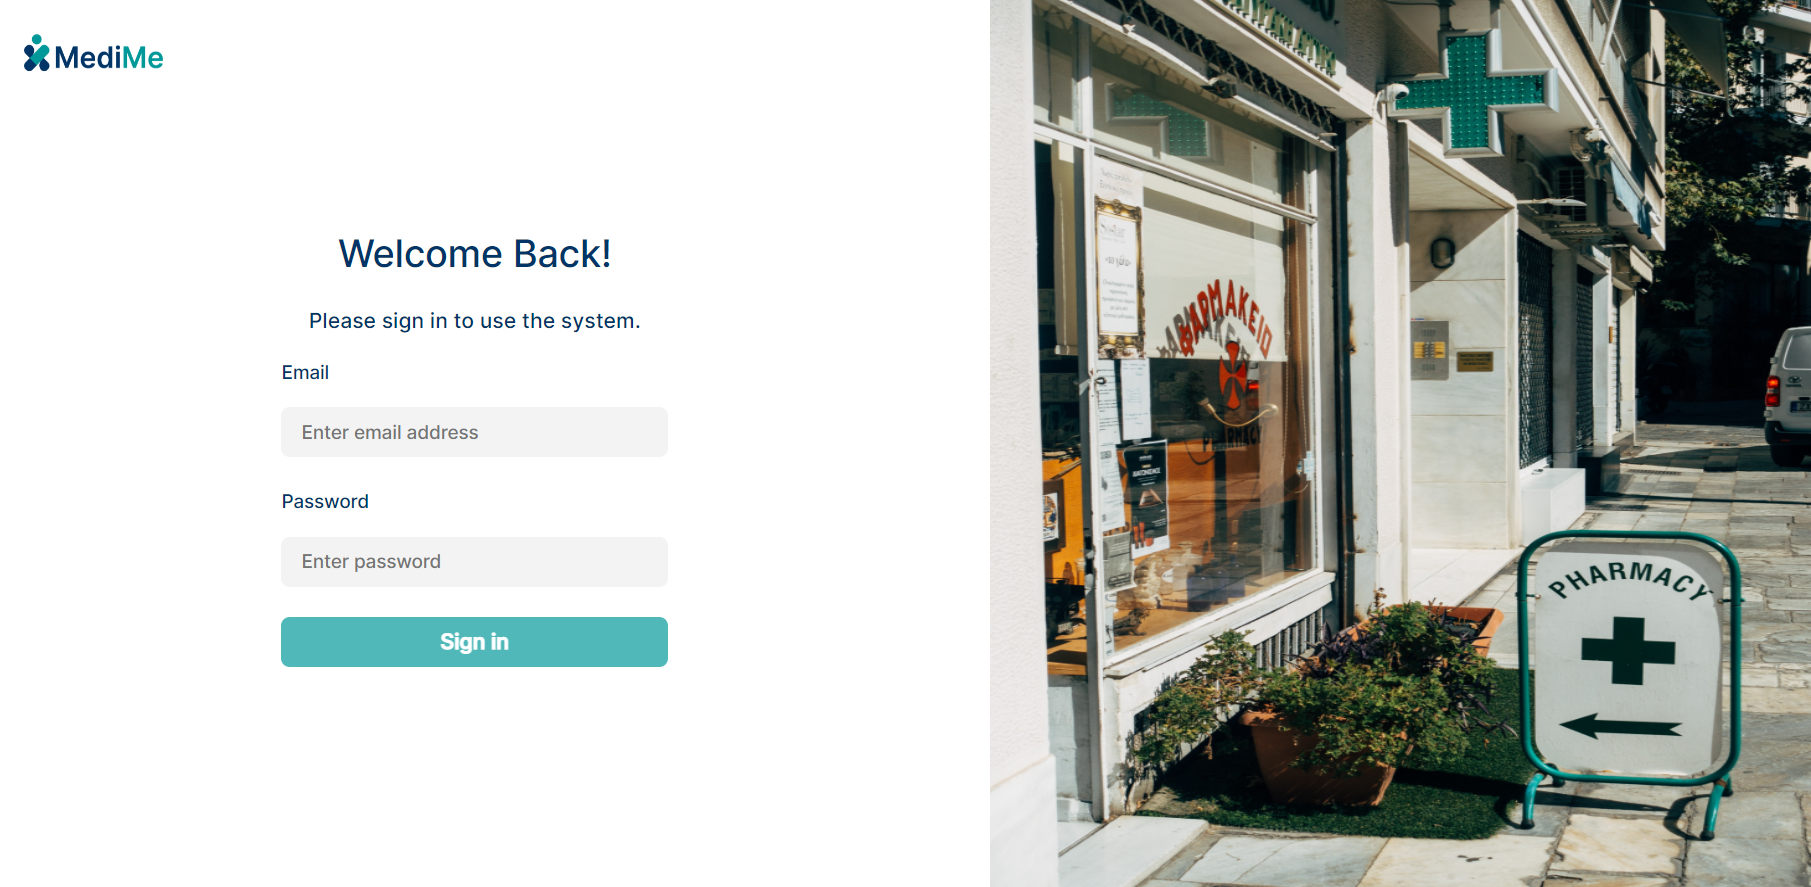 MediMe
Welcome Back!
Please sign in to use the system.
Email
Enter email address
Password
Enter password
Sign in
ΦΑΡΜΑΚΕΙΟ
PHARMACY
PHARMACY